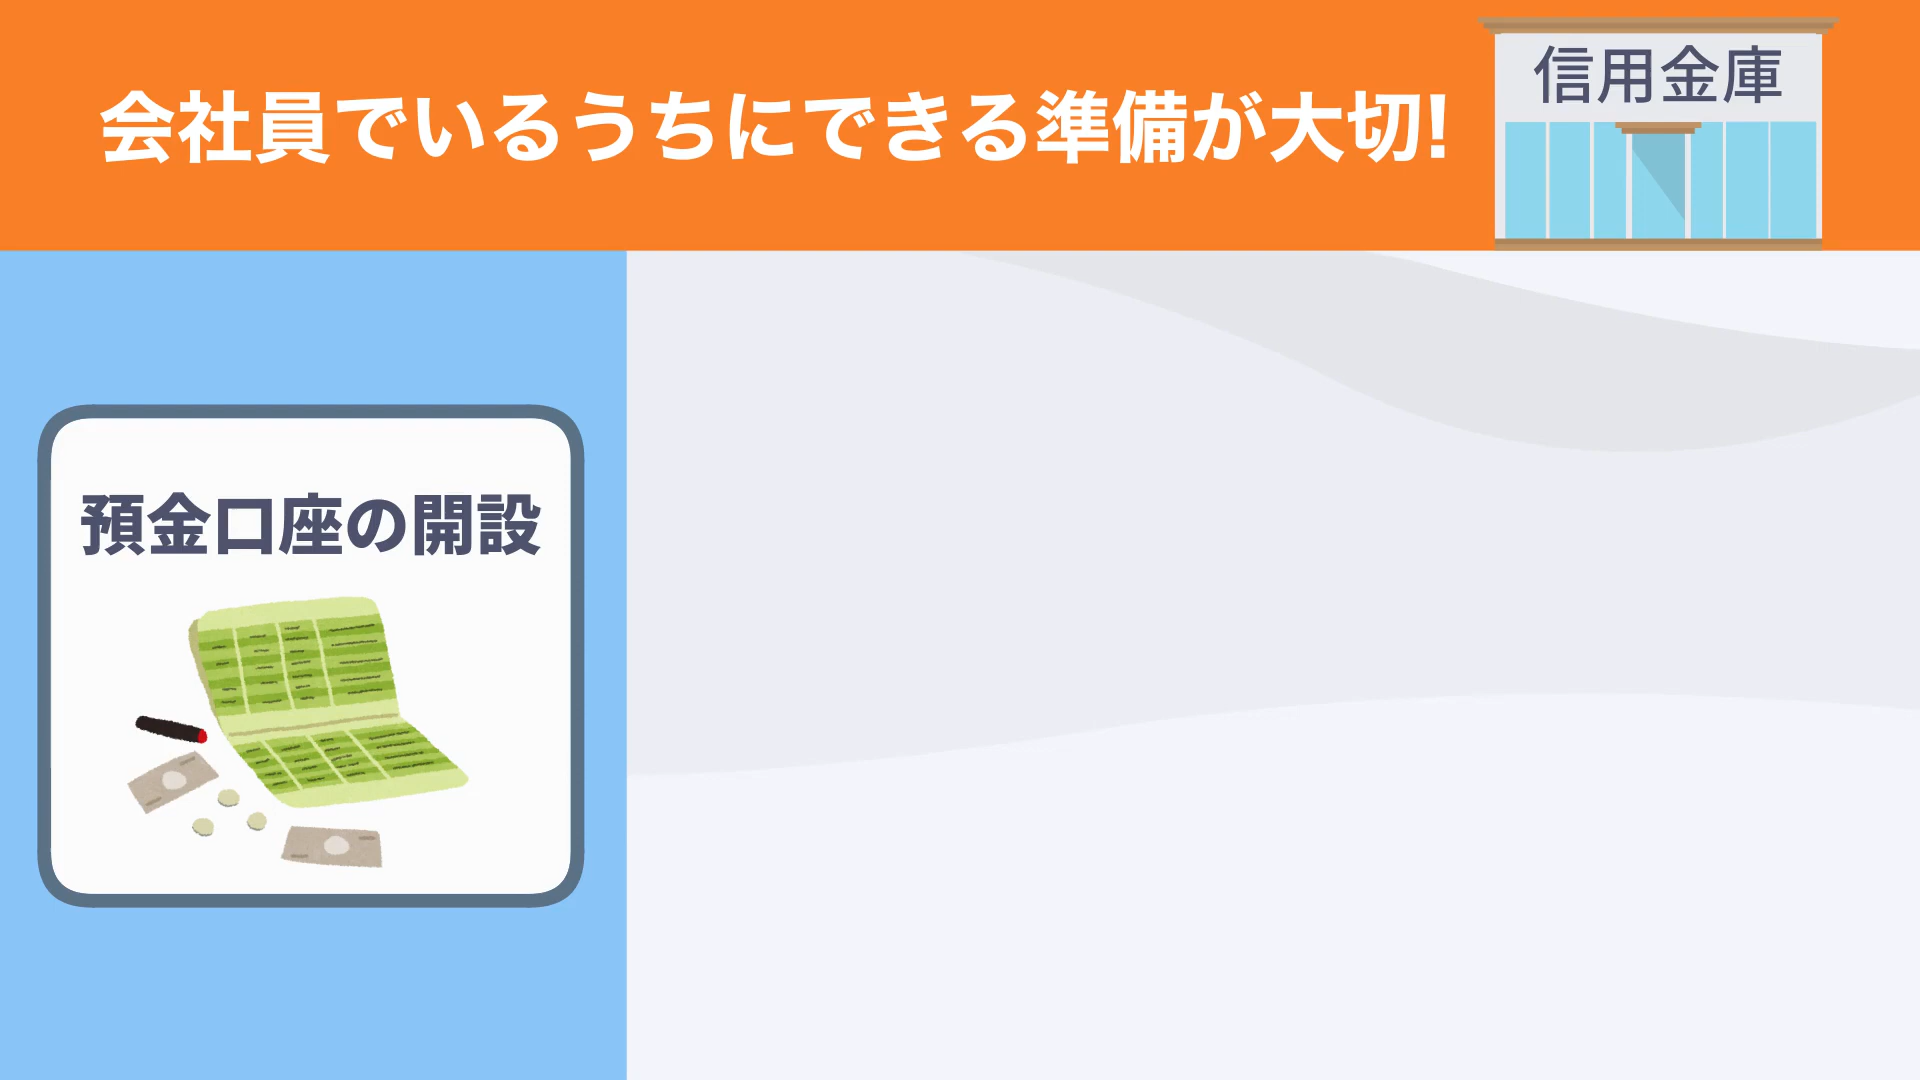 会社員でいるうちにできる準備が大切!
信用金庫
預金口座の開設